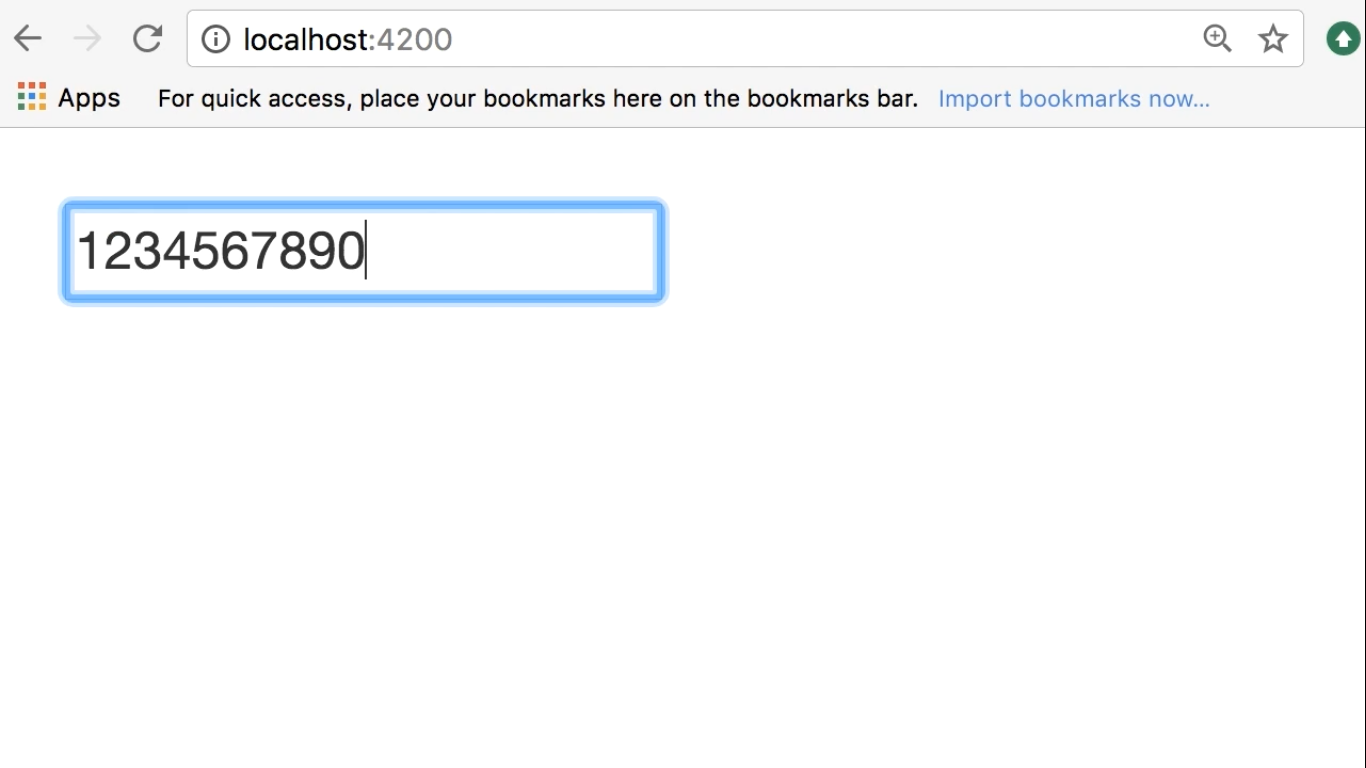 localhost:4200
Apps For quick access, place your bookmarks here on the bookmarks bar. Import bookmarks now...
1234567890